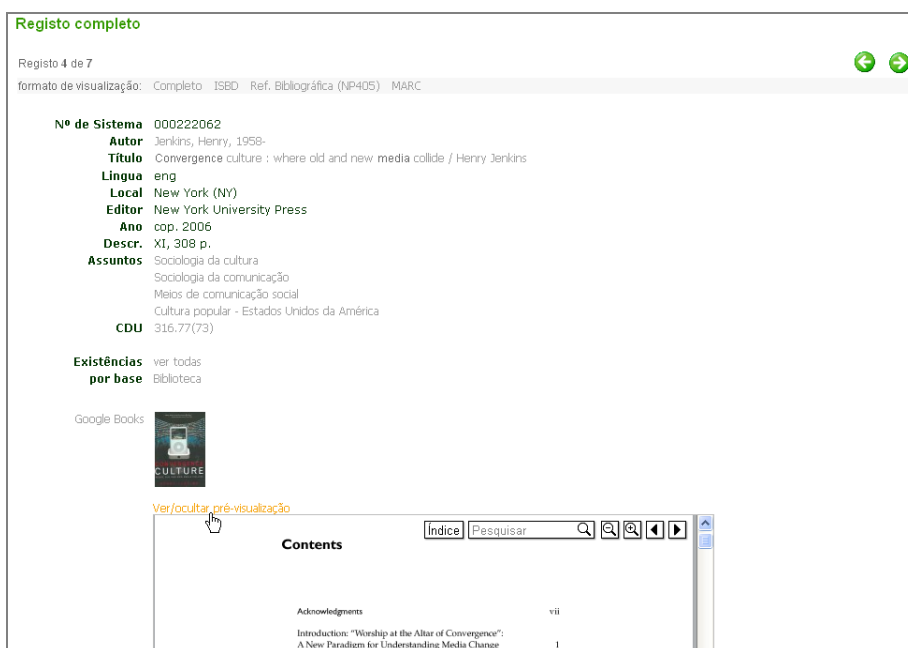 Registo completo
Registo 4 de 7
formato de visualização: Completo ISBD Ref. Bibliográfica (NP405) MARC
Nº de Sistema 000222062
Autor Jenkins, Henry, 1958-
Título Convergence culture : where old and new media collide / Henry Jenkins
Lingua eng
Local New York (NY)
Editor New York University Press
Ano cop. 2006
Descr. XI, 308 p.
Assuntos Sociologia da cultura
Sociologia da comunicação
Meios de comunicação social
Cultura popular - Estados Unidos da América
CDU 316.77(73)
Existências ver todas
por base Biblioteca
Google Books
CULTURE
Ver/ocultar pré-visualização
Índice Pesquisar
Contents
Acknowledgments vii
Introduction: "Worship at the Altar of Convergence":
A New Paradigm for Understanding Media Change 1